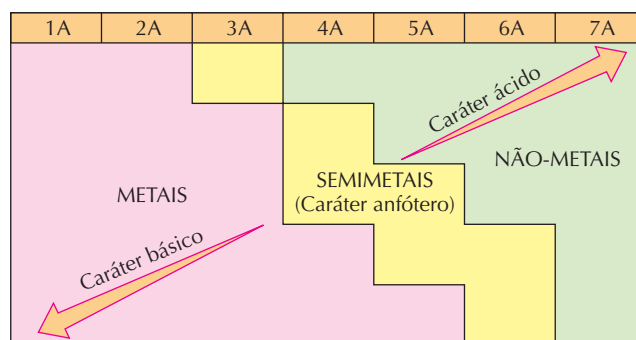 1A 2A 3A 4A 5A 6A 7A
Caráter ácido
NÃO-METAIS
SEMIMETAIS
(Caráter anfótero)
METAIS
Caráter básico